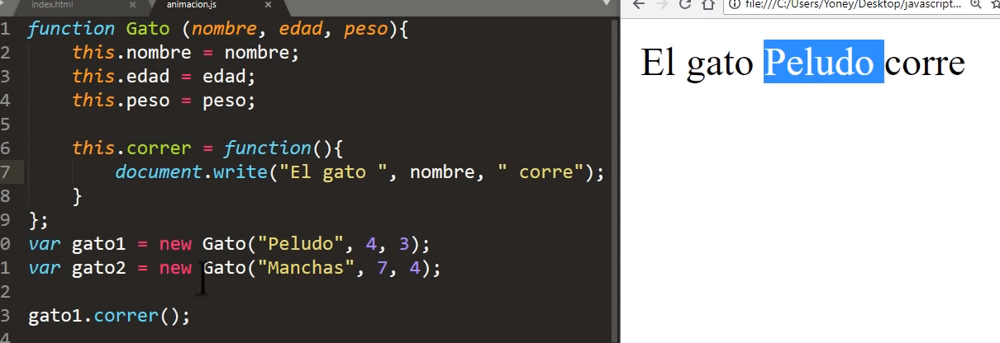 index.html × animacion.js ×
file:///C:/Users/Yoney/Desktop/javascript...
1 function Gato (nombre, edad, peso){
2 this.nombre = nombre;
3 this.edad = edad;
4 this.peso = peso;
5
6 this.correr = function(){
7 document.write("El gato ", nombre, " corre");
8 }
9 };
0 var gato1 = new Gato("Peludo", 4, 3);
1 var gato2 = new Gato("Manchas", 7, 4);
2
3 gato1.correr();
4
El gato Peludo corre